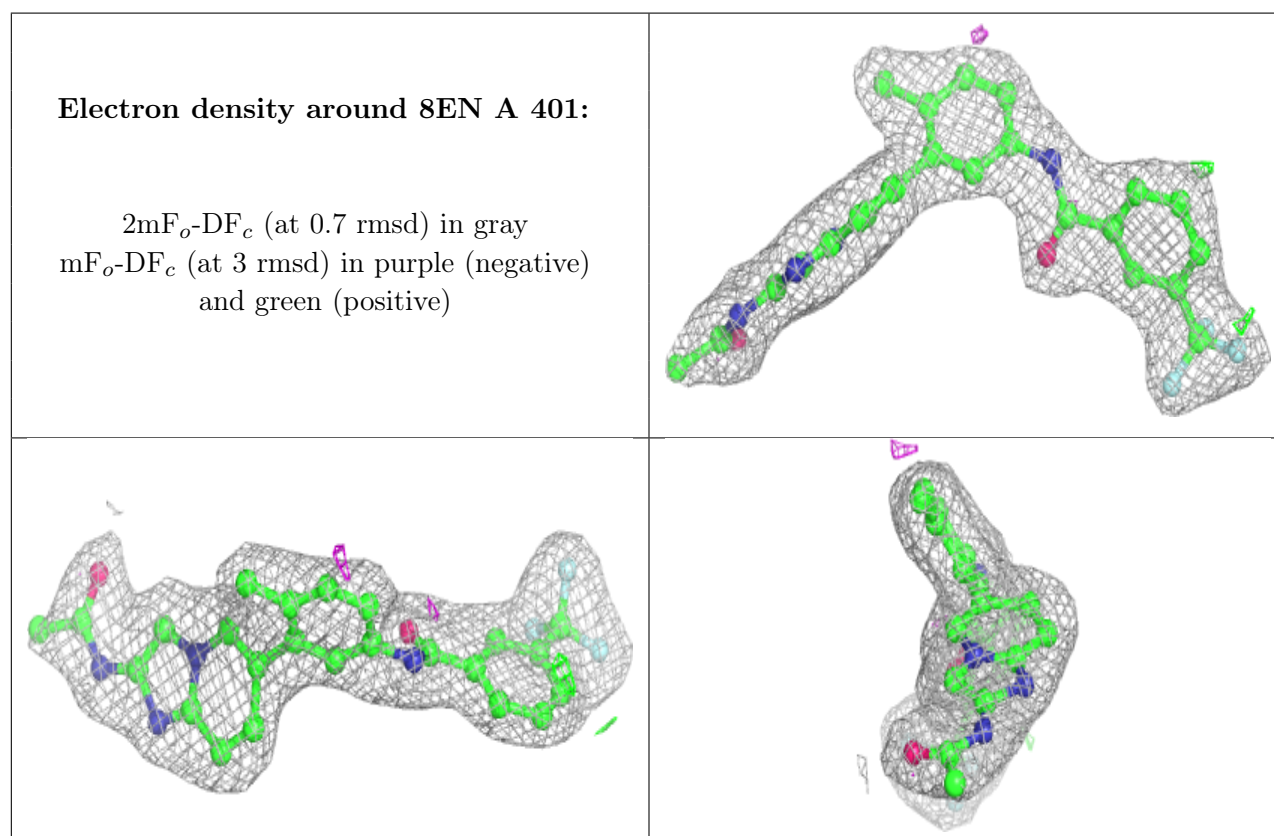 Electron density around 8EN A 401:
2mFo-DFc (at 0.7 rmsd) in gray
mFo-DFc (at 3 rmsd) in purple (negative)
and green (positive)